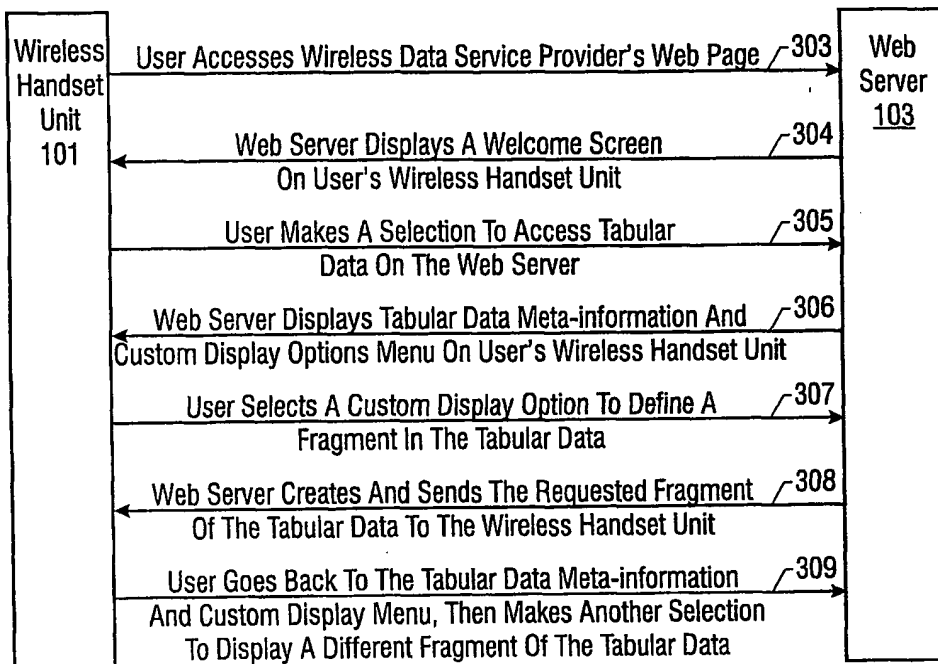 Wireless
Handset
Unit
101
Web
Server
103
User Accesses Wireless Data Service Provider's Web Page 303
Web Server Displays A Welcome Screen 304
On User's Wireless Handset Unit
User Makes A Selection To Access Tabular 305
Data On The Web Server
Web Server Displays Tabular Data Meta-information And 306
Custom Display Options Menu On User's Wireless Handset Unit
User Selects A Custom Display Option To Define A 307
Fragment In The Tabular Data
Web Server Creates And Sends The Requested Fragment 308
Of The Tabular Data To The Wireless Handset Unit
User Goes Back To The Tabular Data Meta-information 309
And Custom Display Menu, Then Makes Another Selection
To Display A Different Fragment Of The Tabular Data